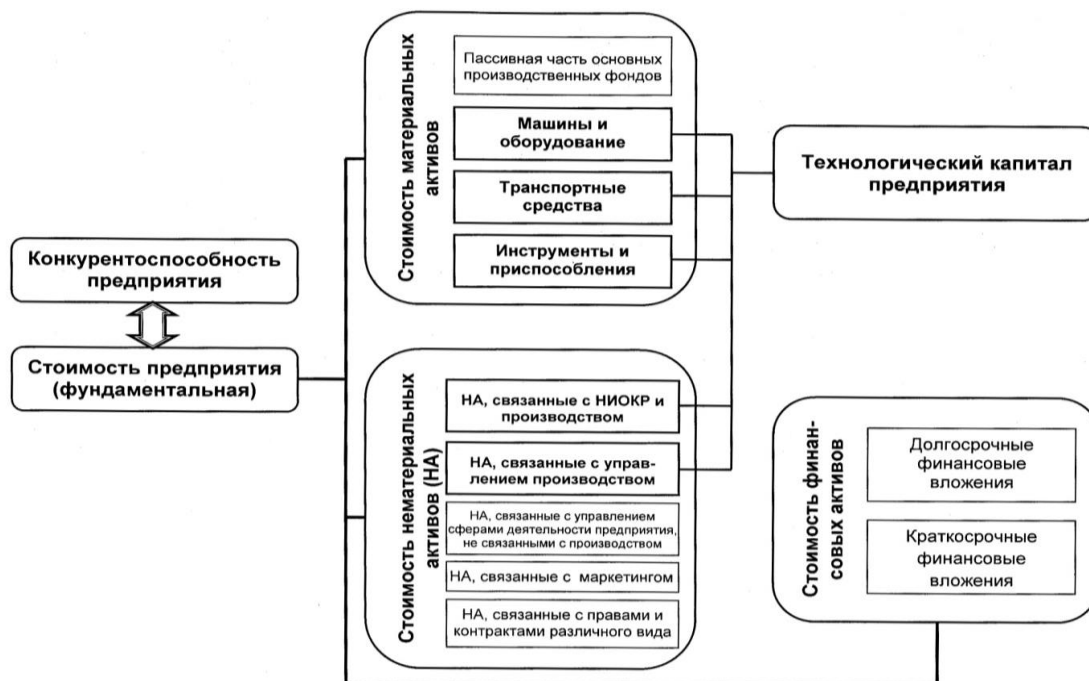 Пассивная часть основных
производственных фондов
Машины и
оборудование
Транспортные
средства
Инструменты и
приспособления
Стоимость материальных
активов
Технологический капитал
предприятия
Конкурентоспособность
предприятия
Стоимость предприятия
(фундаментальная)
НА, связанные с НИОКР и
производством
НА, связанные с управ-
лением производством
НА, связанные с управлением
сферами деятельности предприятия,
не связанными с производством
НА, связанные с маркетингом
НА, связанные с правами и
контрактами различного вида
Стоимость нематериальных
активов (НА)
Стоимость финан-
совых активов
Долгосрочные
финансовые
вложения
Краткосрочные
финансовые
вложения